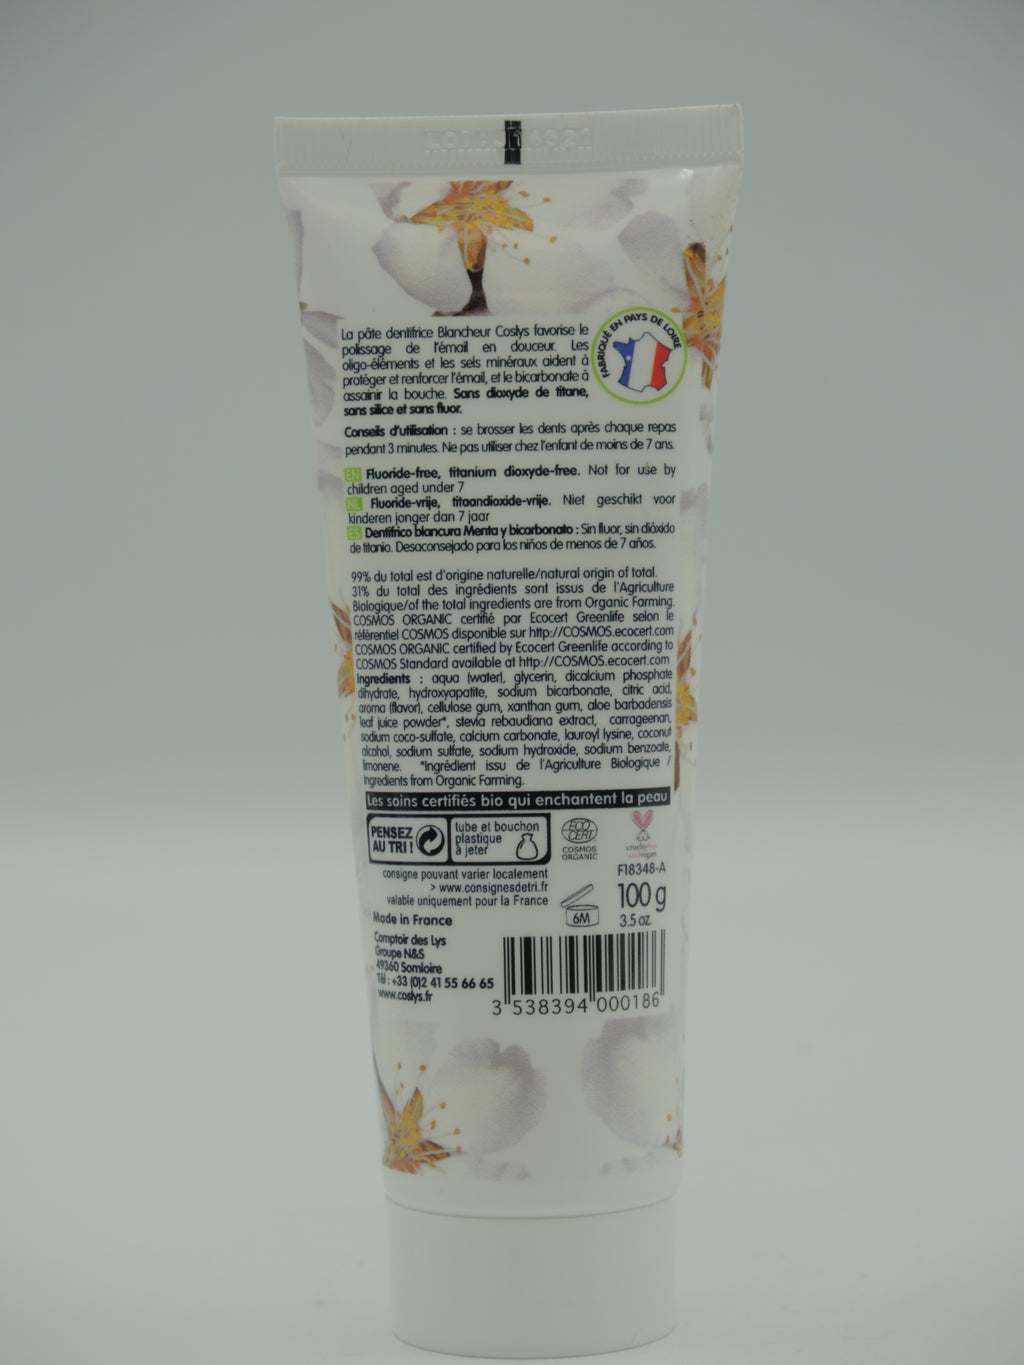 FABRIQUÉ EN PAYS DE LOIRE
La pâte dentifrice Blancheur Coslys favorise le
polissage de l'émail en douceur. Les
oligo-éléments et les sels minéraux aident à
protéger et renforcer l'émail, et le bicarbonate à
assainir la bouche. Sans dioxyde de titane,
sans silice et sans fluor.
Conseils d'utilisation : se brosser les dents après chaque repas
pendant 3 minutes. Ne pas utiliser chez l'enfant de moins de 7 ans.
EN Fluoride-free, titanium dioxyde-free. Not for use by
children aged under 7
NL Fluoride-vrije, titaandioxide-vrije. Niet geschikt voor
kinderen jonger dan 7 jaar
ES Dentifrico blancura Menta y bicarbonato : Sin fluor, sin dióxido
de titanio. Desaconsejado para los niños de menos de 7 años.
99% du total est d'origine naturelle/natural origin of total.
31% du total des ingrédients sont issus de l'Agriculture
Biologique/of the total ingredients are from Organic Farming.
COSMOS ORGANIC certifié par Ecocert Greenlife selon le
référentiel COSMOS disponible sur http://COSMOS.ecocert.com
COSMOS ORGANIC certified by Ecocert Greenlife according to
COSMOS Standard available at http://COSMOS.ecocert.com
Ingredients : aqua (water), glycerin, dicalcium phosphate
dihydrate, hydroxyapatite, sodium bicarbonate, citric acid,
aroma (flavor), cellulose gum, xanthan gum, aloe barbadensis
leaf juice powder*, stevia rebaudiana extract, carrageenan,
sodium coco-sulfate, calcium carbonate, lauroyl lysine, coconut
alcohol, sodium sulfate, sodium hydroxide, sodium benzoate,
limonene. *Ingrédient issu de l'Agriculture Biologique /
Ingredients from Organic Farming.
Les soins certifiés bio qui enchantent la peau
PENSEZ
AU TRI !
tube et bouchon
plastique
à jeter
ECO
CERT
COSMOS
ORGANIC
crueltyfree
andvegan
consigne pouvant varier localement
> www.consignesdetri.fr
valable uniquement pour la France
F18348-A
6M
100 g
3.5 oz.
Made in France
Comptoir des Lys
Groupe N&S
49360 Somloire
Tél : +33 (0)2 41 55 66 65
www.coslys.fr
3 538394 000186